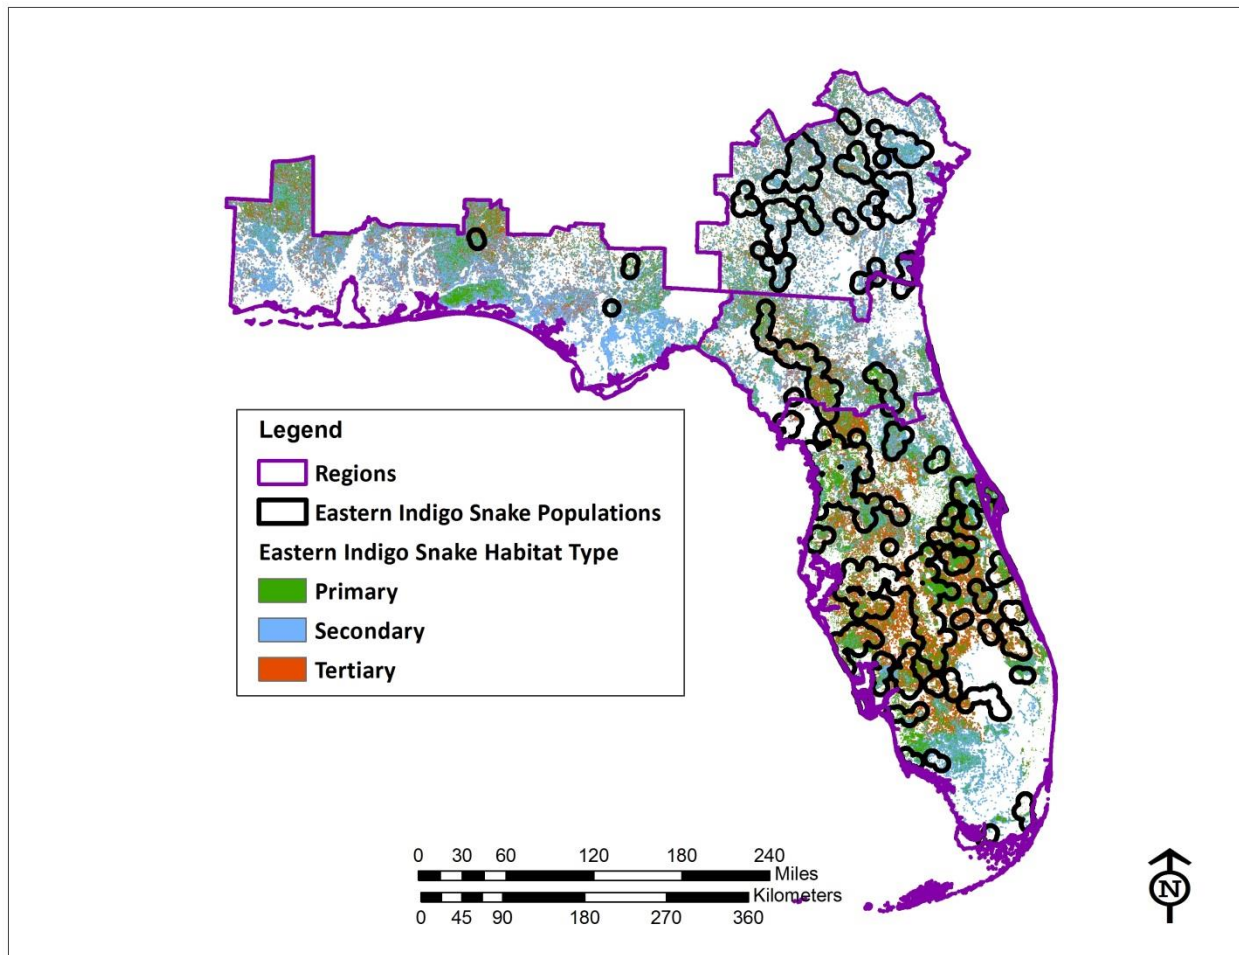 Legend
Regions
Eastern Indigo Snake Populations
Eastern Indigo Snake Habitat Type
Primary
Secondary
Tertiary
0 30 60 120 180 240
Miles
Kilometers
0 45 90 180 270 360
N